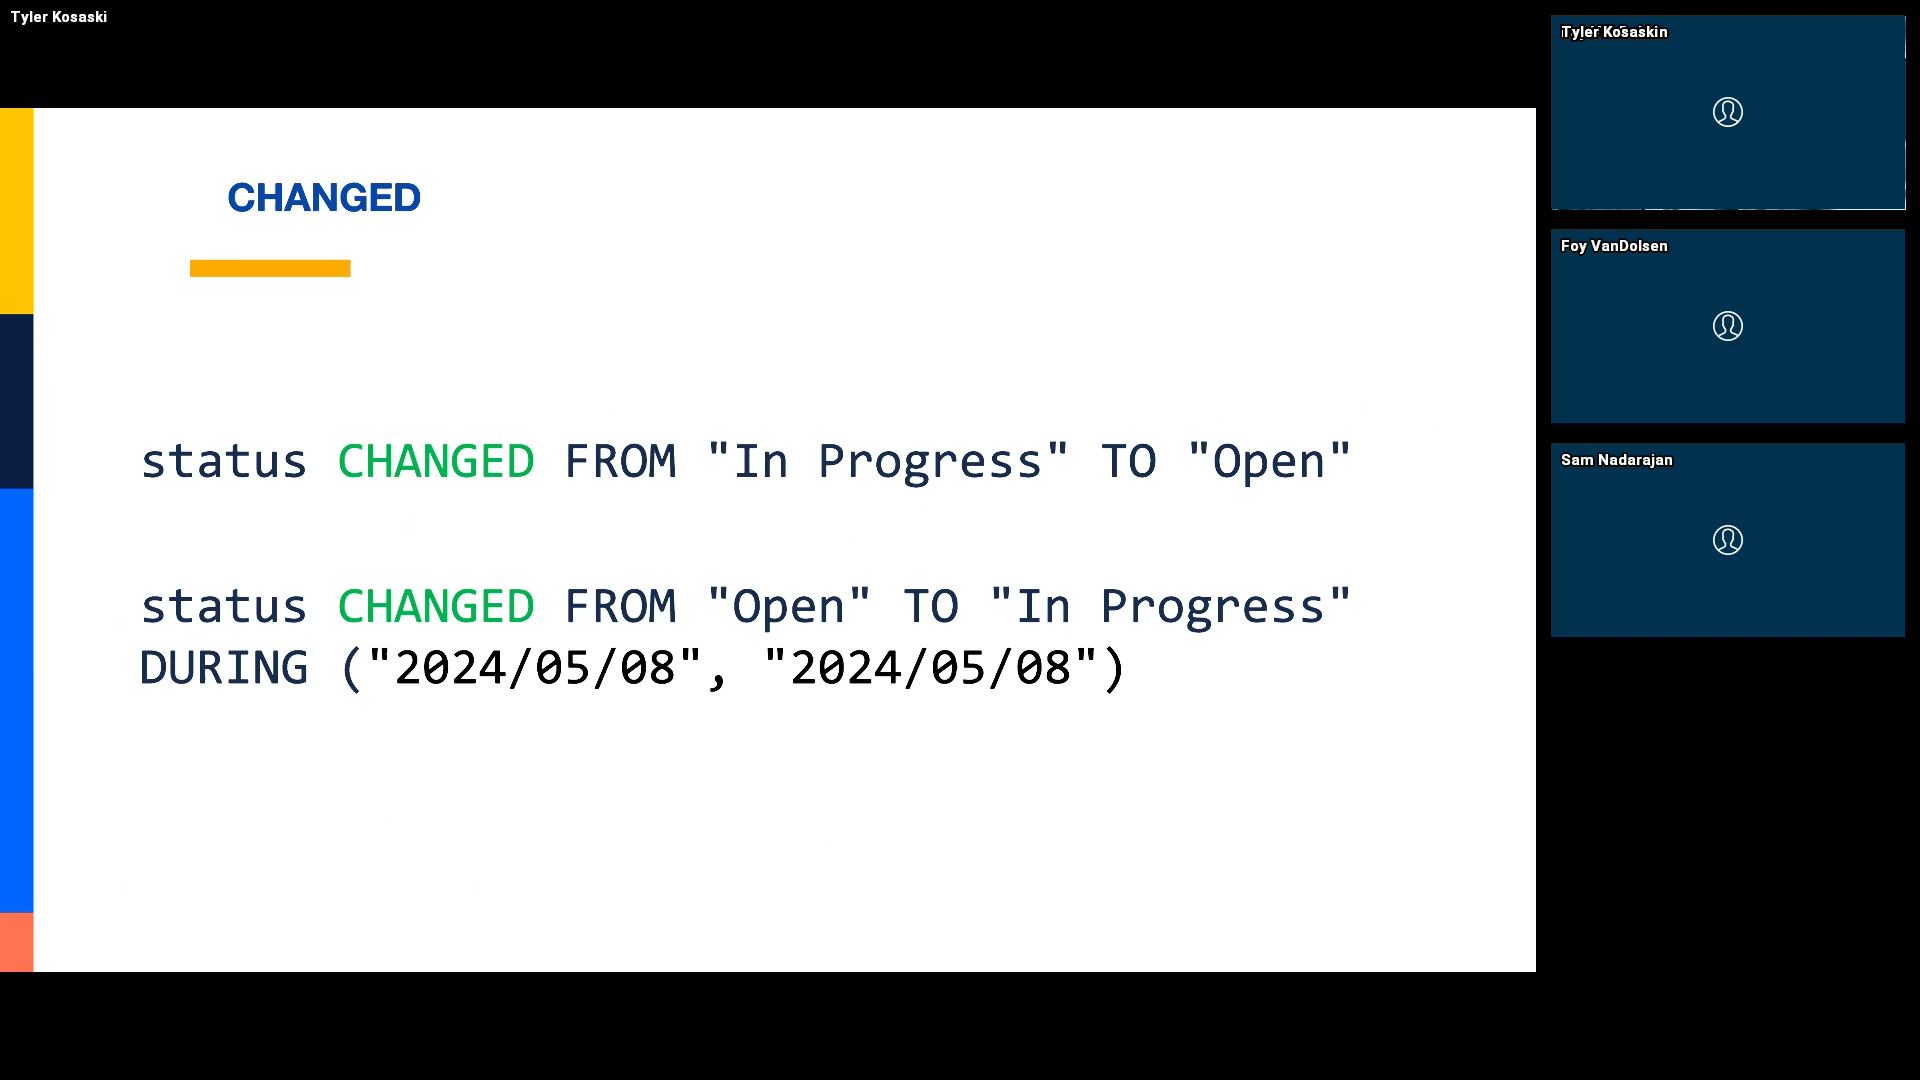 Tyler Kosaski
CHANGED
status CHANGED FROM "In Progress" TO "Open"
status CHANGED FROM "Open" TO "In Progress"
DURING ("2024/05/08", "2024/05/08")
Tyler Kosaskin
Foy VanDolsen
Sam Nadarajan